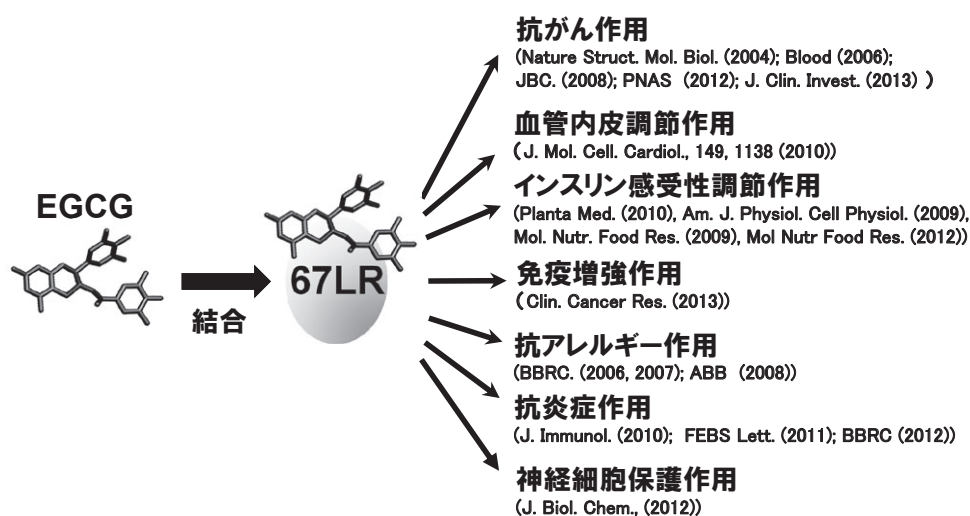 EGCG
結合
67LR
抗がん作用
(Nature Struct. Mol. Biol. (2004); Blood (2006);
JBC. (2008); PNAS (2012); J. Clin. Invest. (2013) )
血管内皮調節作用
(J. Mol. Cell. Cardiol., 149, 1138 (2010))
インスリン感受性調節作用
(Planta Med. (2010), Am. J. Physiol. Cell Physiol. (2009),
Mol. Nutr. Food Res. (2009), Mol Nutr Food Res. (2012))
免疫増強作用
(Clin. Cancer Res. (2013))
抗アレルギー作用
(BBRC. (2006, 2007); ABB (2008))
抗炎症作用
(J. Immunol. (2010); FEBS Lett. (2011); BBRC (2012))
神経細胞保護作用
(J. Biol. Chem., (2012))